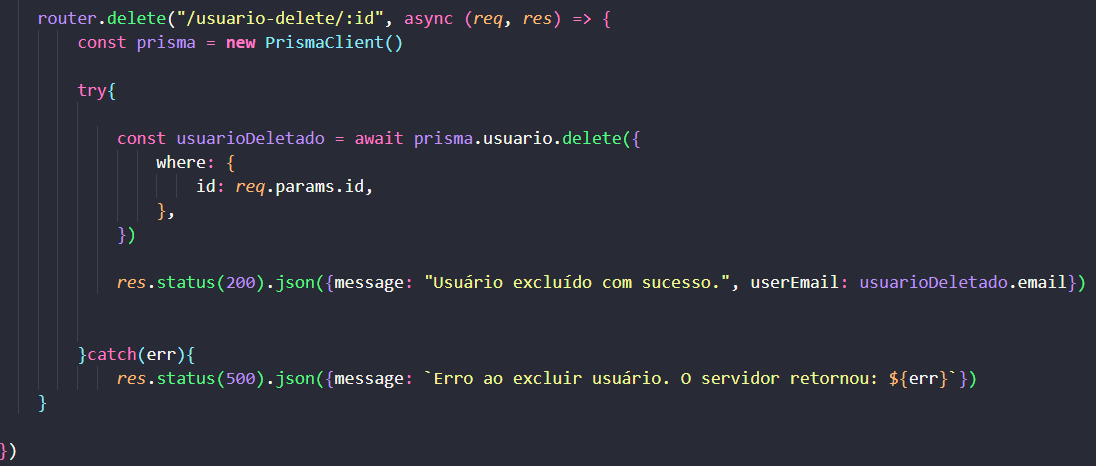 router.delete("/usuario-delete/:id", async (req, res) => {
const prisma = new PrismaClient()
try{
const usuarioDeletado = await prisma.usuario.delete({
where: {
id: req.params.id,
},
})
res.status(200).json({message: "Usuário excluído com sucesso.", userEmail: usuarioDeletado.email})
}catch(err){
res.status(500).json({message: `Erro ao excluir usuário. O servidor retornou: ${err}`})
}
})